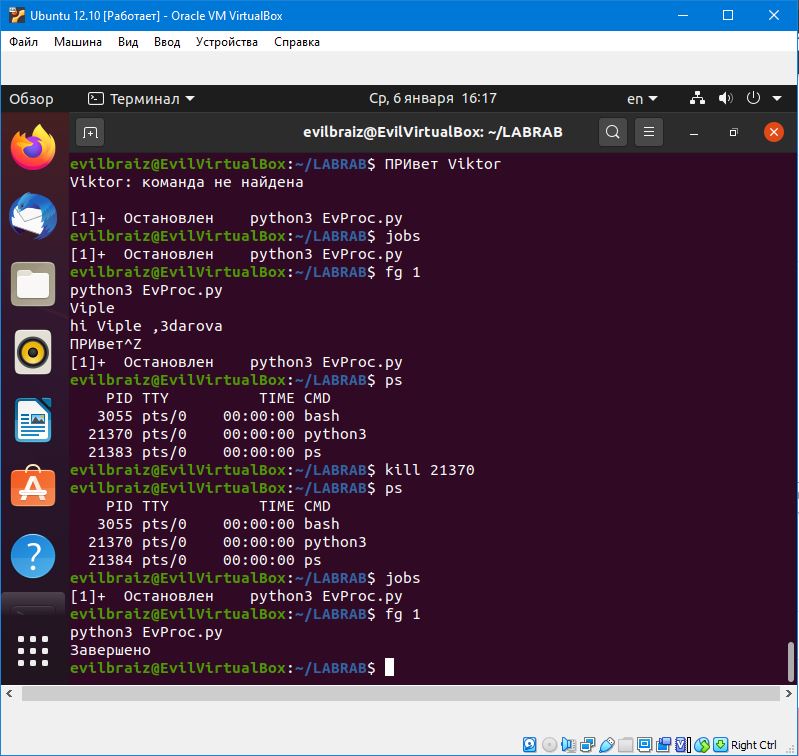 Ubuntu 12.10 [Работает] - Oracle VM VirtualBox
Файл Машина Вид Ввод Устройства Справка
Обзор Терминал Ср, 6 января 16:17 en
evilbraiz@EvilVirtualBox: ~/LABRAB
evilbraiz@EvilVirtualBox:~/LABRAB$ ПРИвет Viktor
Viktor: команда не найдена
[1]+  Остановлен    python3 EvProc.py
evilbraiz@EvilVirtualBox:~/LABRAB$ jobs
[1]+  Остановлен    python3 EvProc.py
evilbraiz@EvilVirtualBox:~/LABRAB$ fg 1
python3 EvProc.py
Viple
hi Viple ,3darova
ПРИвет^Z
[1]+  Остановлен    python3 EvProc.py
evilbraiz@EvilVirtualBox:~/LABRAB$ ps
    PID TTY          TIME CMD
   3055 pts/0    00:00:00 bash
  21370 pts/0    00:00:00 python3
  21383 pts/0    00:00:00 ps
evilbraiz@EvilVirtualBox:~/LABRAB$ kill 21370
evilbraiz@EvilVirtualBox:~/LABRAB$ ps
    PID TTY          TIME CMD
   3055 pts/0    00:00:00 bash
  21370 pts/0    00:00:00 python3
  21384 pts/0    00:00:00 ps
evilbraiz@EvilVirtualBox:~/LABRAB$ jobs
[1]+  Остановлен    python3 EvProc.py
evilbraiz@EvilVirtualBox:~/LABRAB$ fg 1
python3 EvProc.py
Завершено
evilbraiz@EvilVirtualBox:~/LABRAB$
Right Ctrl